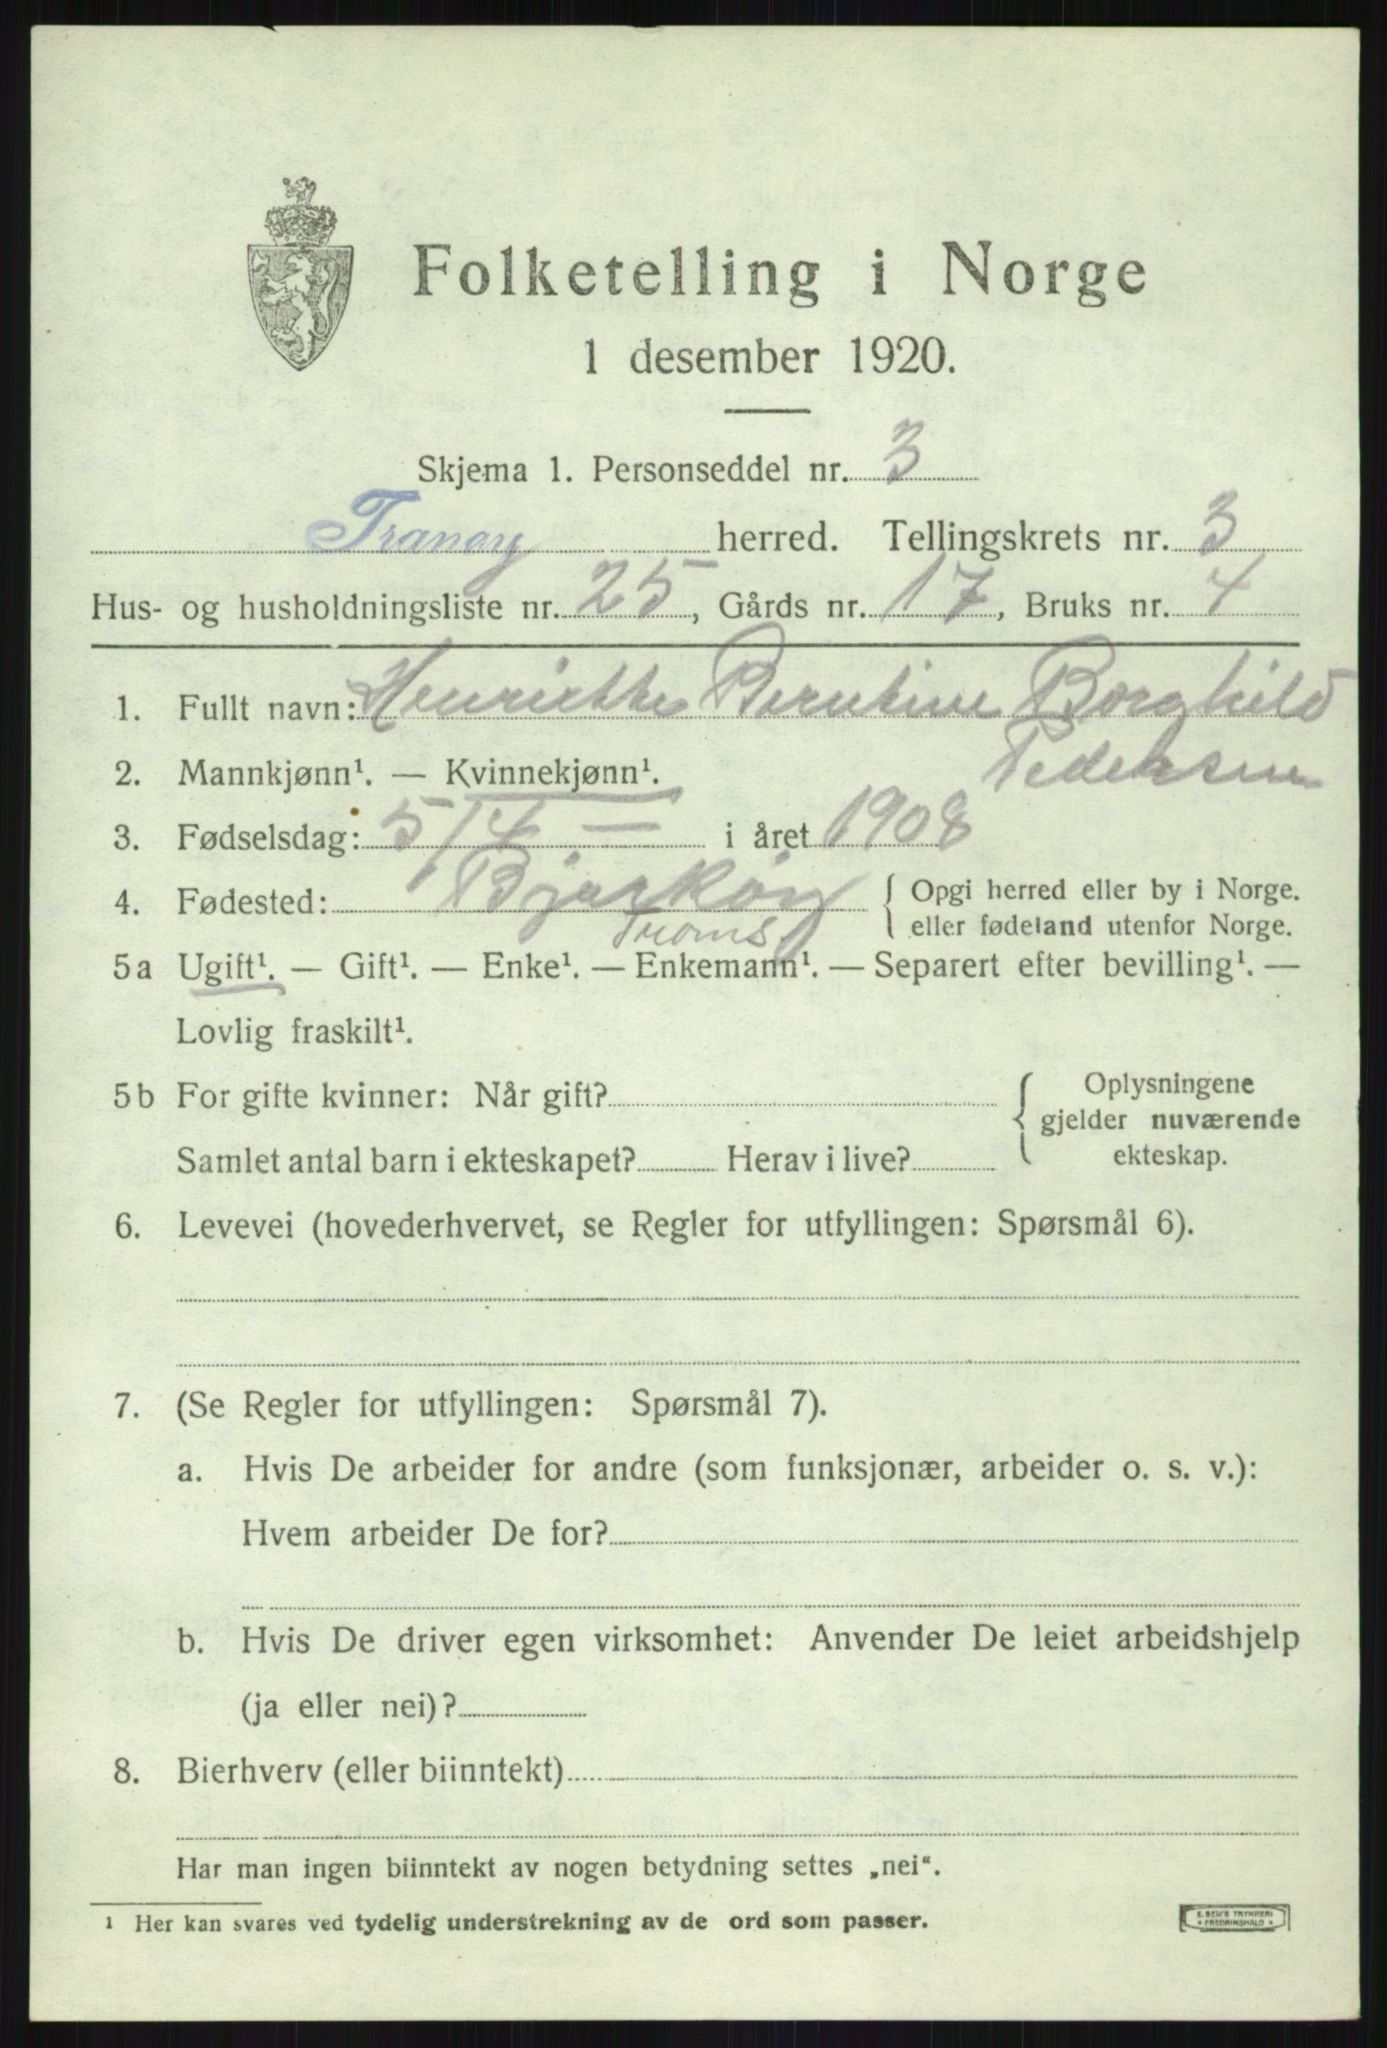 Folketelling i Norge
1 desember 1920.
Skjema 1. Personseddel nr. 3
Tranøy herred. Tellingskrets nr. 3
Hus- og husholdningsliste nr. 25, Gårds nr. 17, Bruks nr. 4
1. Fullt navn: Henriette Berntine Borghild
Pedersen
2. Mannkjønn¹. — Kvinnekjønn¹.
3. Fødselsdag: 5/4 — i året 1908
4. Fødested: Bjarkøy { Opgi herred eller by i Norge.
eller fødeland utenfor Norge.
Troms
5a Ugift¹. — Gift¹. — Enke¹. — Enkemann¹. — Separert efter bevilling¹. —
Lovlig fraskilt¹.
5b For gifte kvinner: Når gift? { Oplysningene
gjelder nuværende
Samlet antal barn i ekteskapet? Herav i live? ekteskap.
6. Levevei (hovederhvervet, se Regler for utfyllingen: Spørsmål 6).
7. (Se Regler for utfyllingen: Spørsmål 7).
a. Hvis De arbeider for andre (som funksjonær, arbeider o. s. v.):
Hvem arbeider De for?
b. Hvis De driver egen virksomhet: Anvender De leiet arbeidshjelp
(ja eller nei)?
8. Bierhverv (eller biinntekt)
Har man ingen biinntekt av nogen betydning settes „nei“.
¹ Her kan svares ved tydelig understrekning av de ord som passer.
E. SEM'S TRYKKERI
* FREDRIKSHALD *